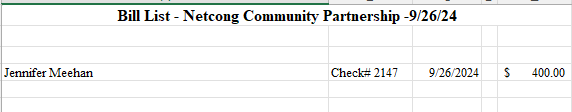 Bill List - Netcong Community Partnership -9/26/24
Jennifer Meehan Check# 2147 9/26/2024 $ 400.00